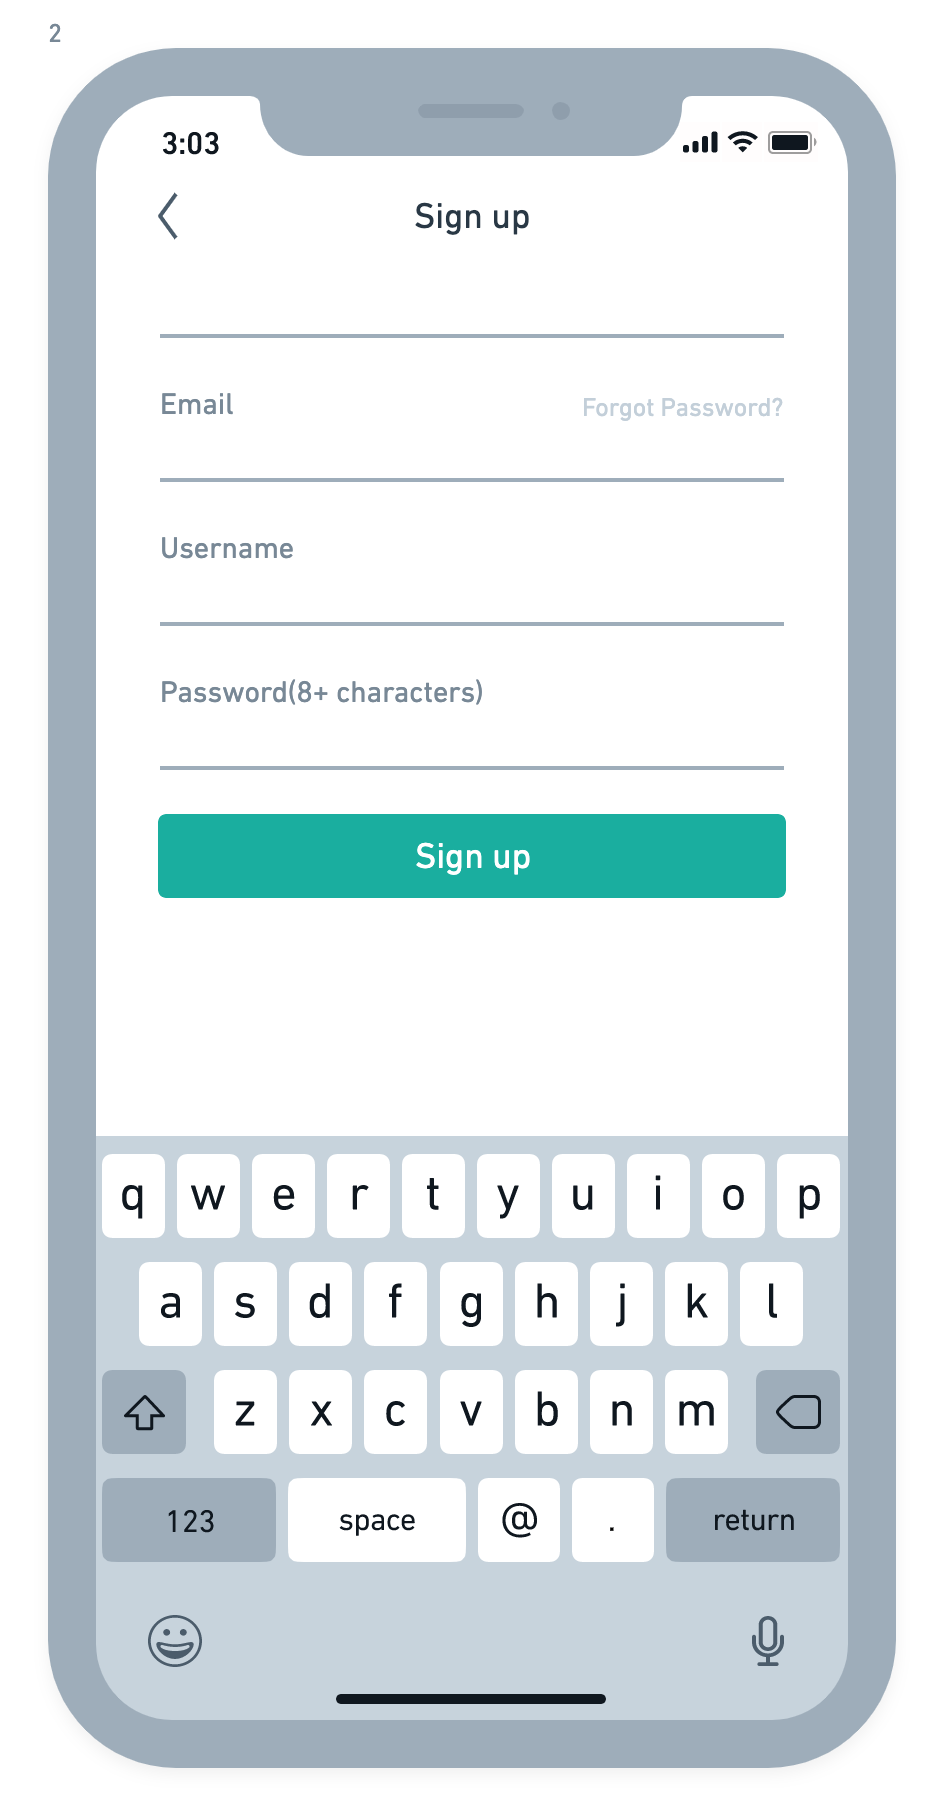 2
3:03
Sign up
Email Forgot Password?
Username
Password(8+ characters)
Sign up
q w e r t y u i o p
a s d f g h j k l
z x c v b n m
123 space @ . return